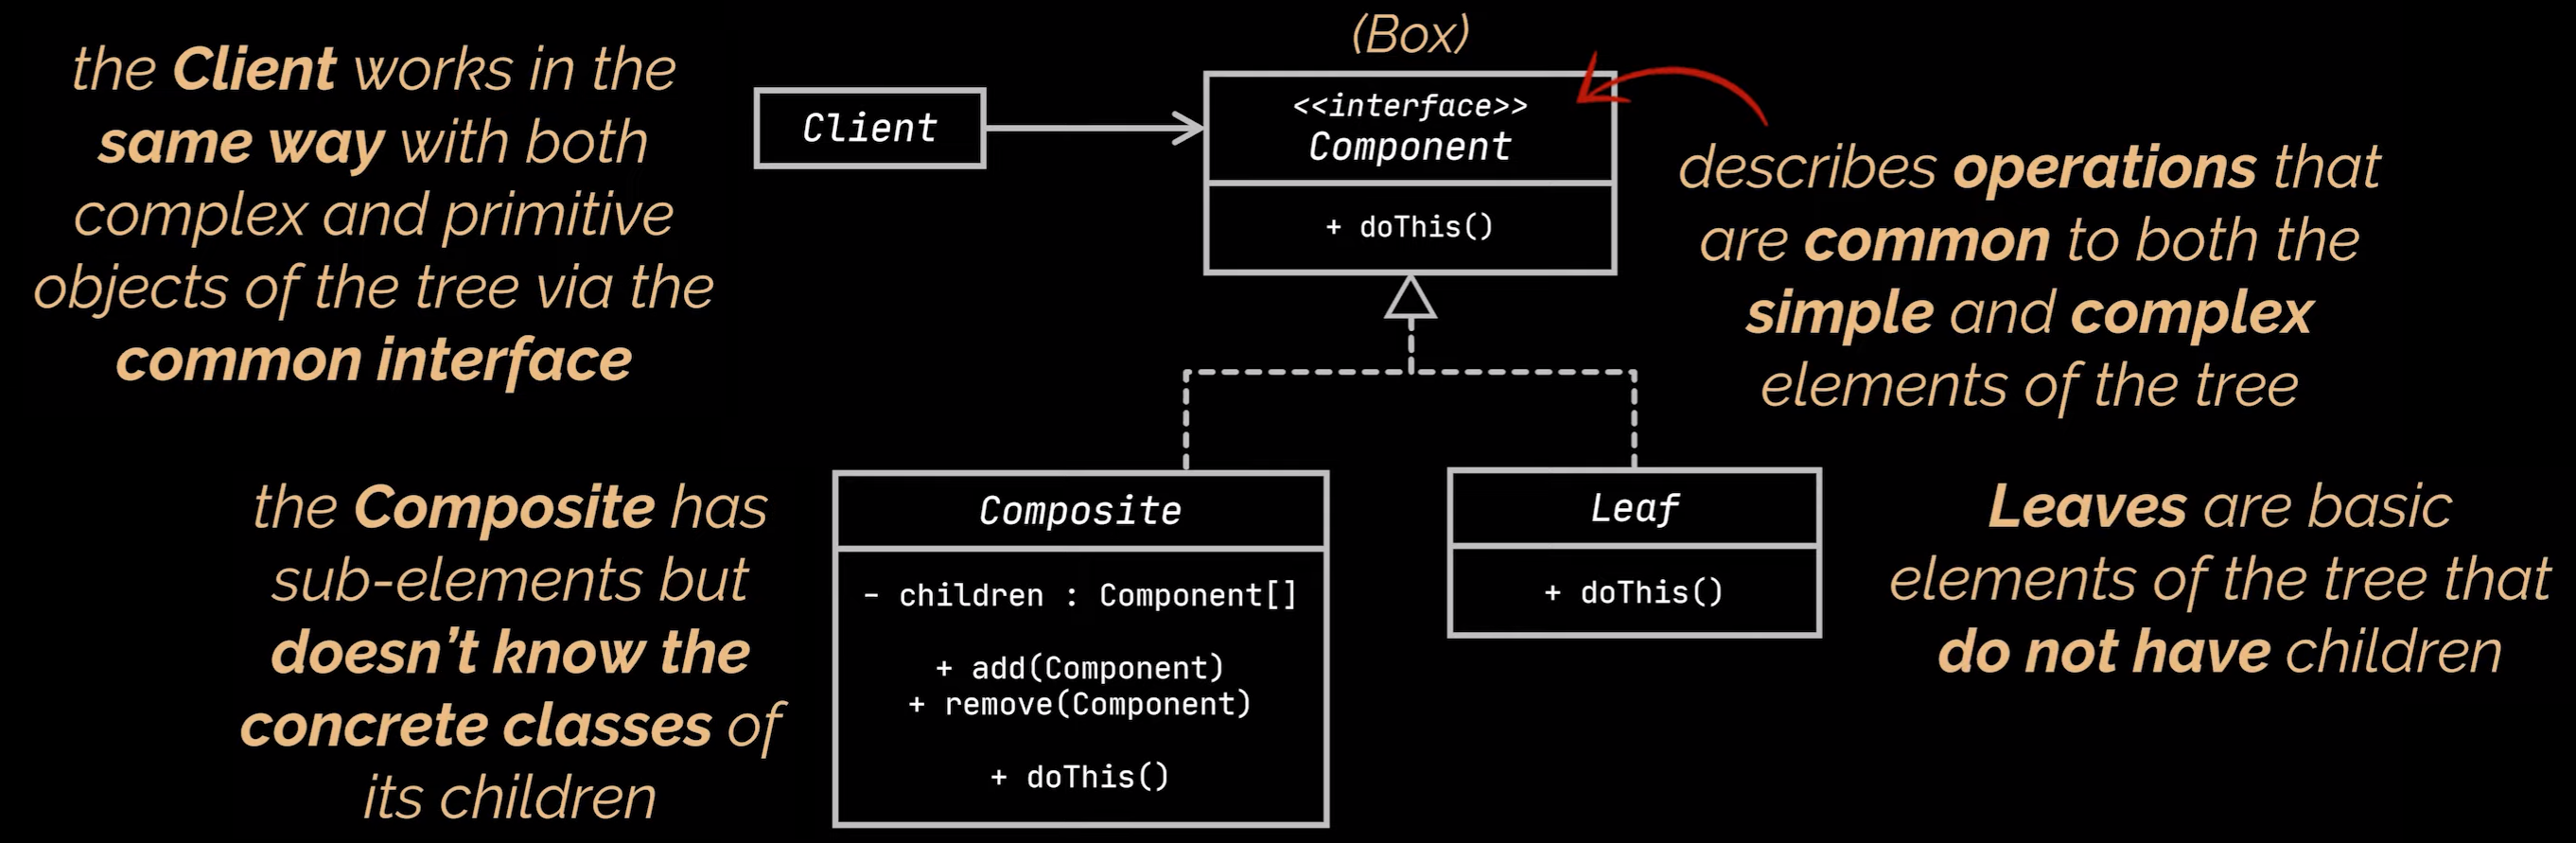 the Client works in the
same way with both
complex and primitive
objects of the tree via the
common interface
Client
(Box)
<<interface>>
Component
+ doThis()
describes operations that
are common to both the
simple and complex
elements of the tree
the Composite has
sub-elements but
doesn’t know the
concrete classes of
its children
Composite
- children : Component[]
+ add(Component)
+ remove(Component)
+ doThis()
Leaf
+ doThis()
Leaves are basic
elements of the tree that
do not have children